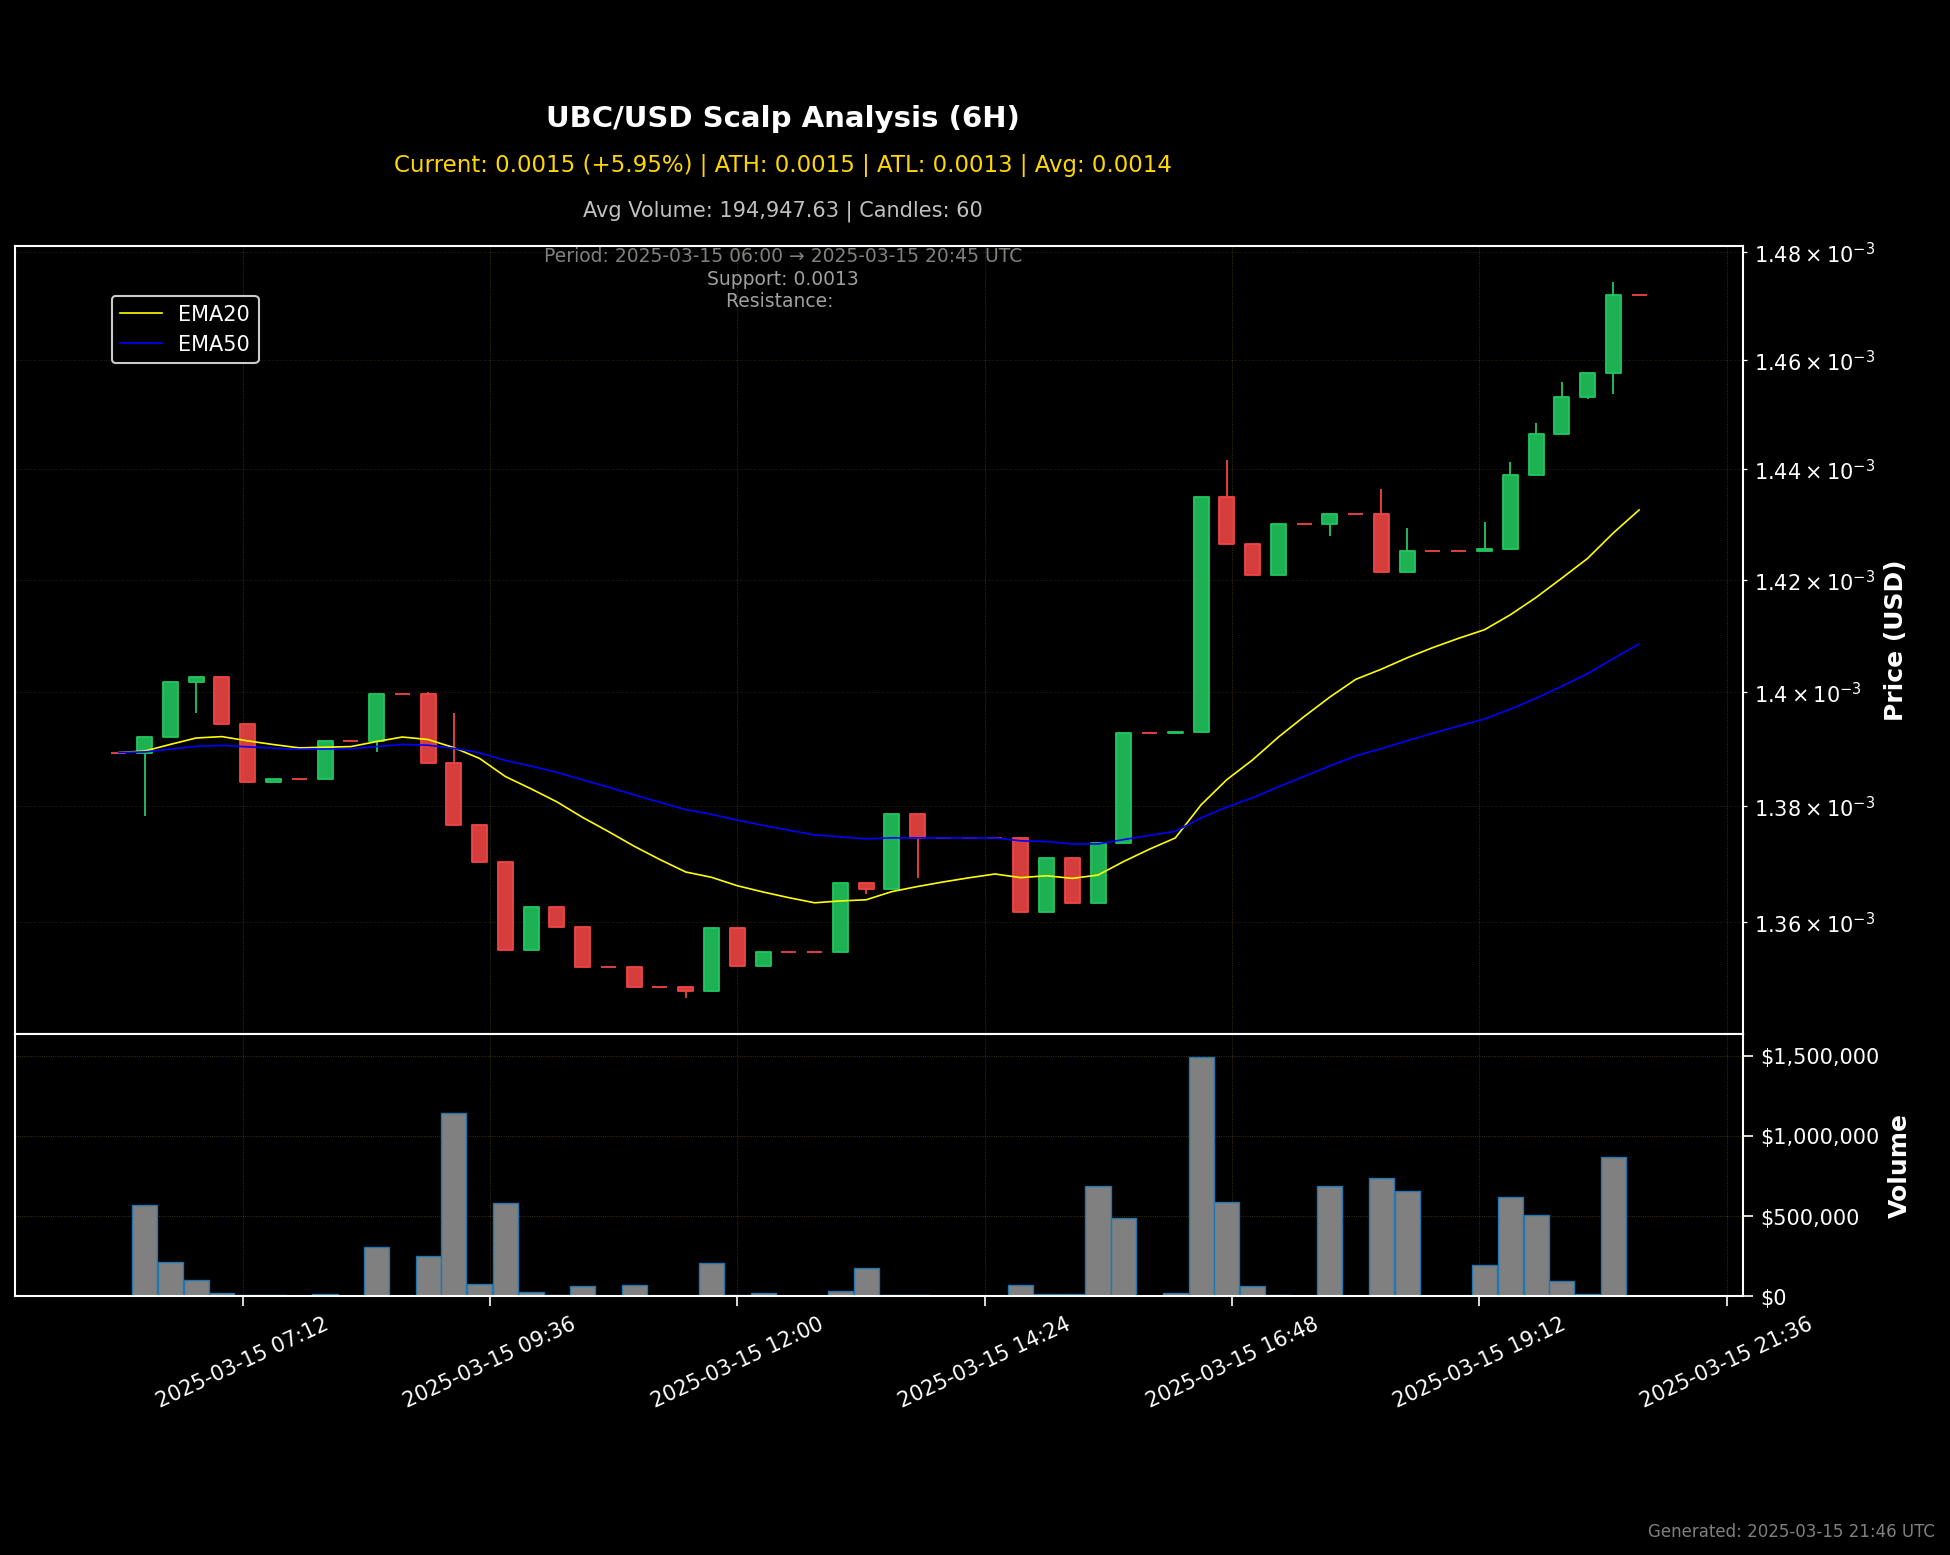 UBC/USD Scalp Analysis (6H)
Current: 0.0015 (+5.95%) | ATH: 0.0015 | ATL: 0.0013 | Avg: 0.0014
Avg Volume: 194,947.63 | Candles: 60
Period: 2025-03-15 06:00 → 2025-03-15 20:45 UTC
Support: 0.0013
Resistance:
EMA20
EMA50
1.48 × 10⁻³
1.46 × 10⁻³
1.44 × 10⁻³
1.42 × 10⁻³
1.4 × 10⁻³
1.38 × 10⁻³
1.36 × 10⁻³
Price (USD)
$1,500,000
$1,000,000
$500,000
$0
Volume
2025-03-15 07:12
2025-03-15 09:36
2025-03-15 12:00
2025-03-15 14:24
2025-03-15 16:48
2025-03-15 19:12
2025-03-15 21:36
Generated: 2025-03-15 21:46 UTC